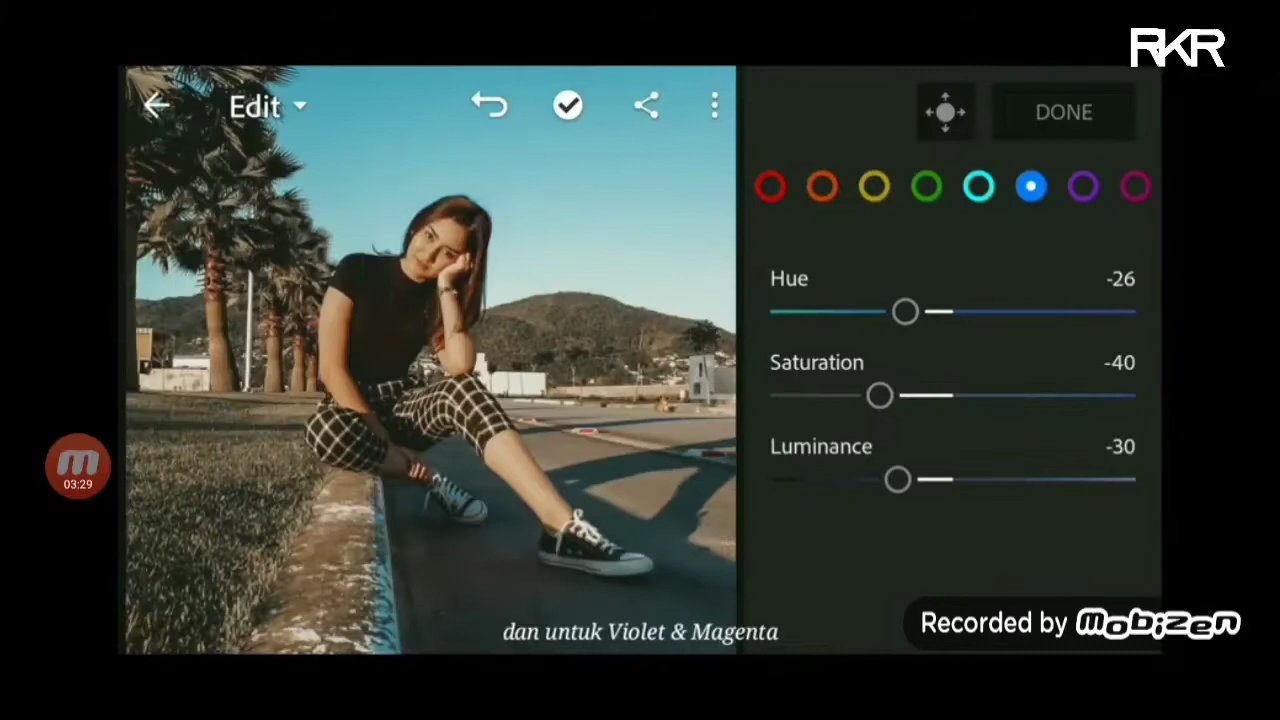 RKR
Edit
DONE
Hue -26
Saturation -40
Luminance -30
03:29
dan untuk Violet & Magenta
Recorded by mobizen